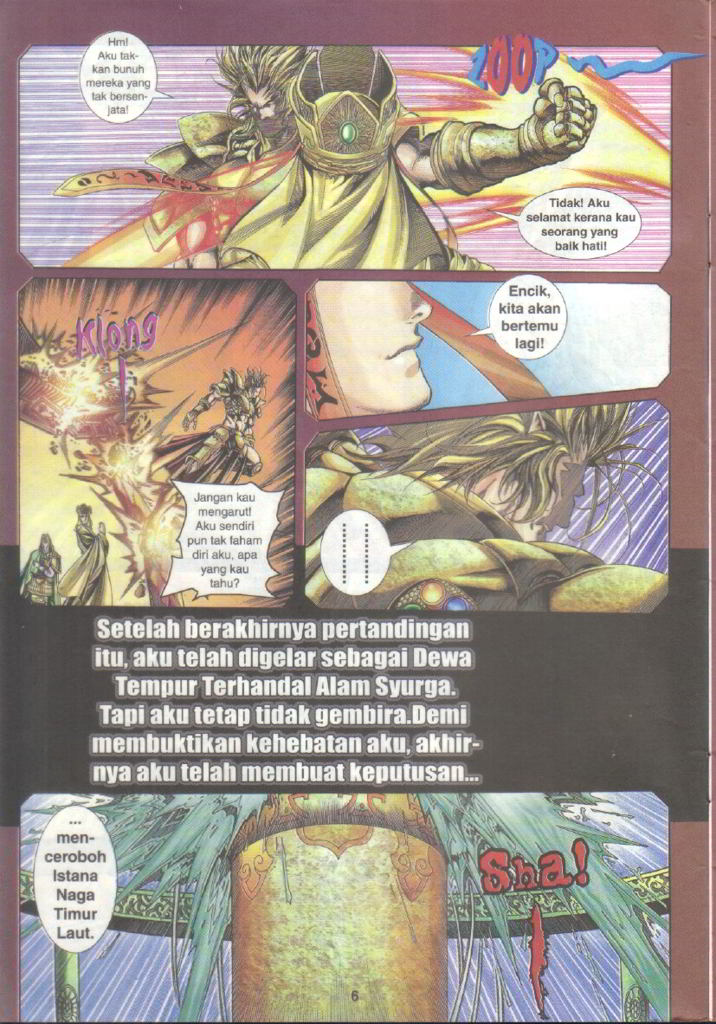 Hm!
Aku tak-
kan bunuh
mereka yang
tak bersen-
jata!
ZOOP
Tidak! Aku
selamat kerana kau
seorang yang
baik hati!
Klong
!
Encik,
kita akan
bertemu
lagi!
Jangan kau
mengarut!
Aku sendiri
pun tak faham
diri aku, apa
yang kau
tahu?
Setelah berakhirnya pertandingan
itu, aku telah digelar sebagai Dewa
Tempur Terhandal Alam Syurga.
Tapi aku tetap tidak gembira.Demi
membuktikan kehebatan aku, akhir-
nya aku telah membuat keputusan...
...
men-
ceroboh
Istana
Naga
Timur
Laut.
Sha!
6